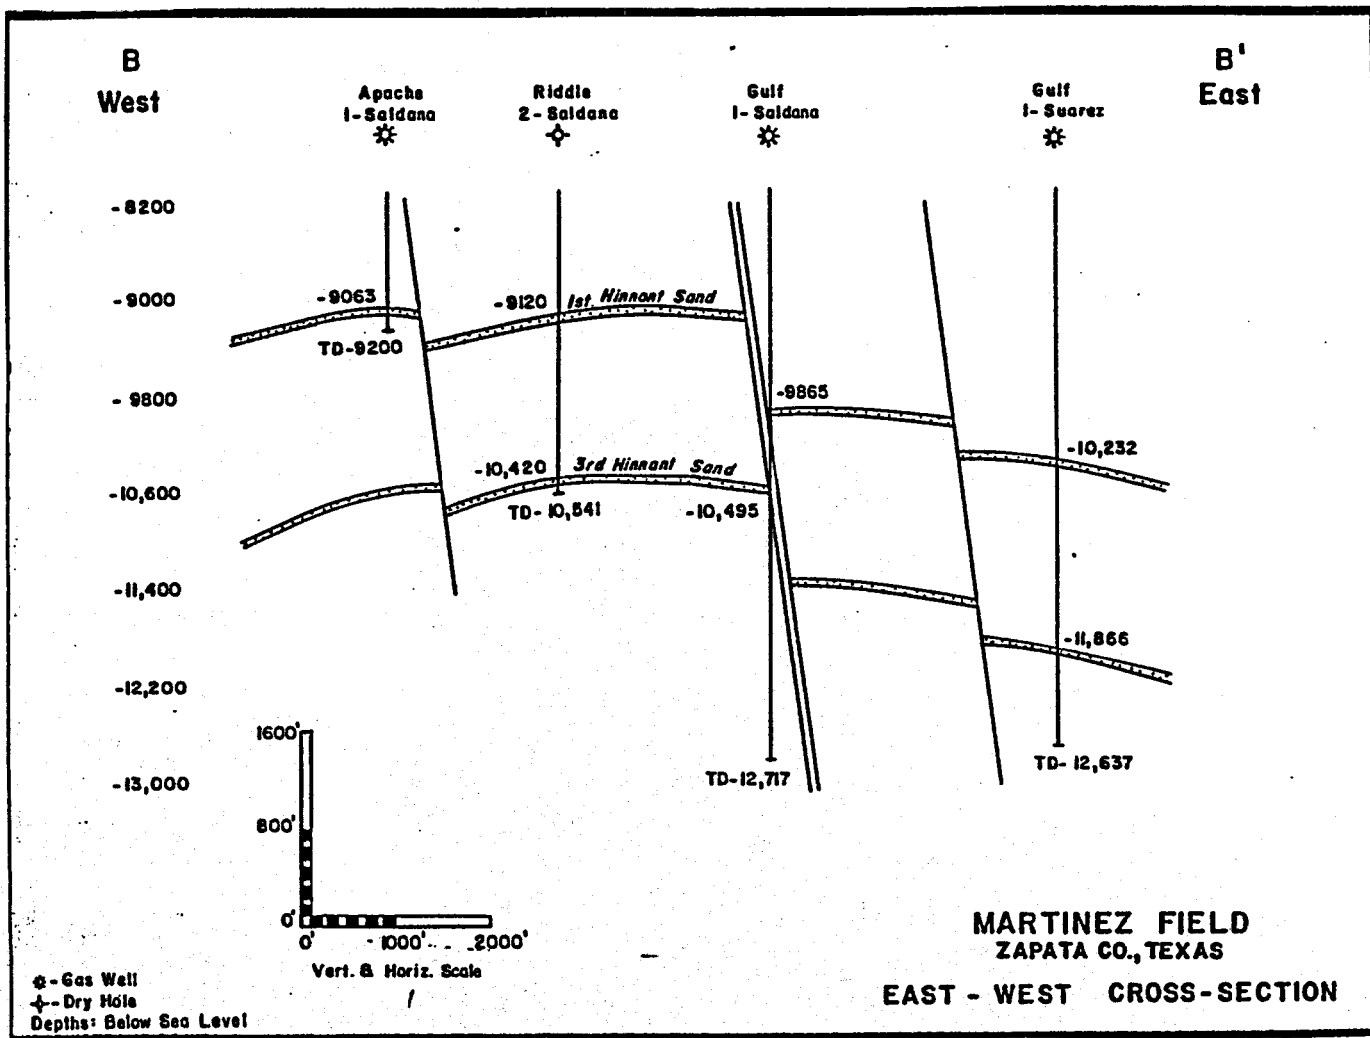 B
West
B'
East
Apache
1-Saldana
Riddle
2-Saldana
Gulf
1-Saldana
Gulf
1-Suarez
-8200
-9000
-9800
-10,600
-11,400
-12,200
-13,000
-9063
TD-9200
-9120
1st. Hinnant Sand
-9865
-10,232
-10,420
3rd Hinnant Sand
TD-10,541
-10,495
-11,866
TD-12,717
TD-12,637
1600'
800'
0'
0'
1000'
2000'
Vert. & Horiz. Scale
-Gas Well
-Dry Hole
Depths: Below Sea Level
MARTINEZ FIELD
ZAPATA CO., TEXAS
EAST-WEST CROSS-SECTION